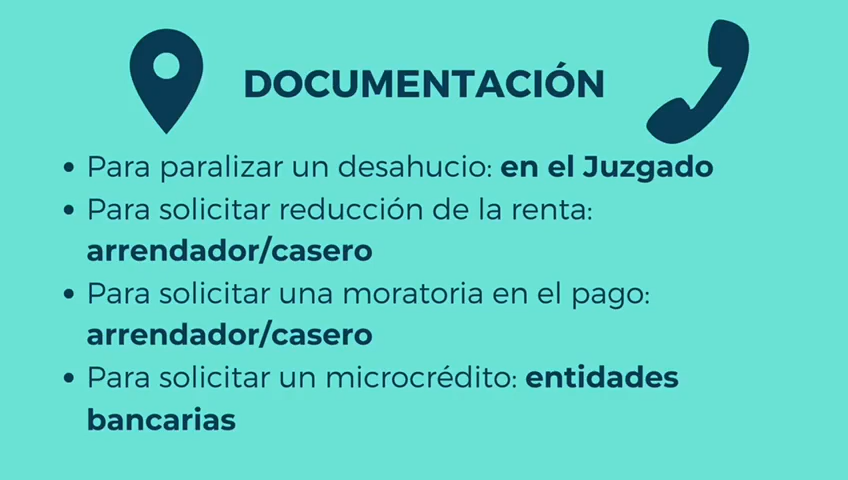 DOCUMENTACIÓN
• Para paralizar un desahucio: en el Juzgado
• Para solicitar reducción de la renta:
arrendador/casero
• Para solicitar una moratoria en el pago:
arrendador/casero
• Para solicitar un microcrédito: entidades
bancarias